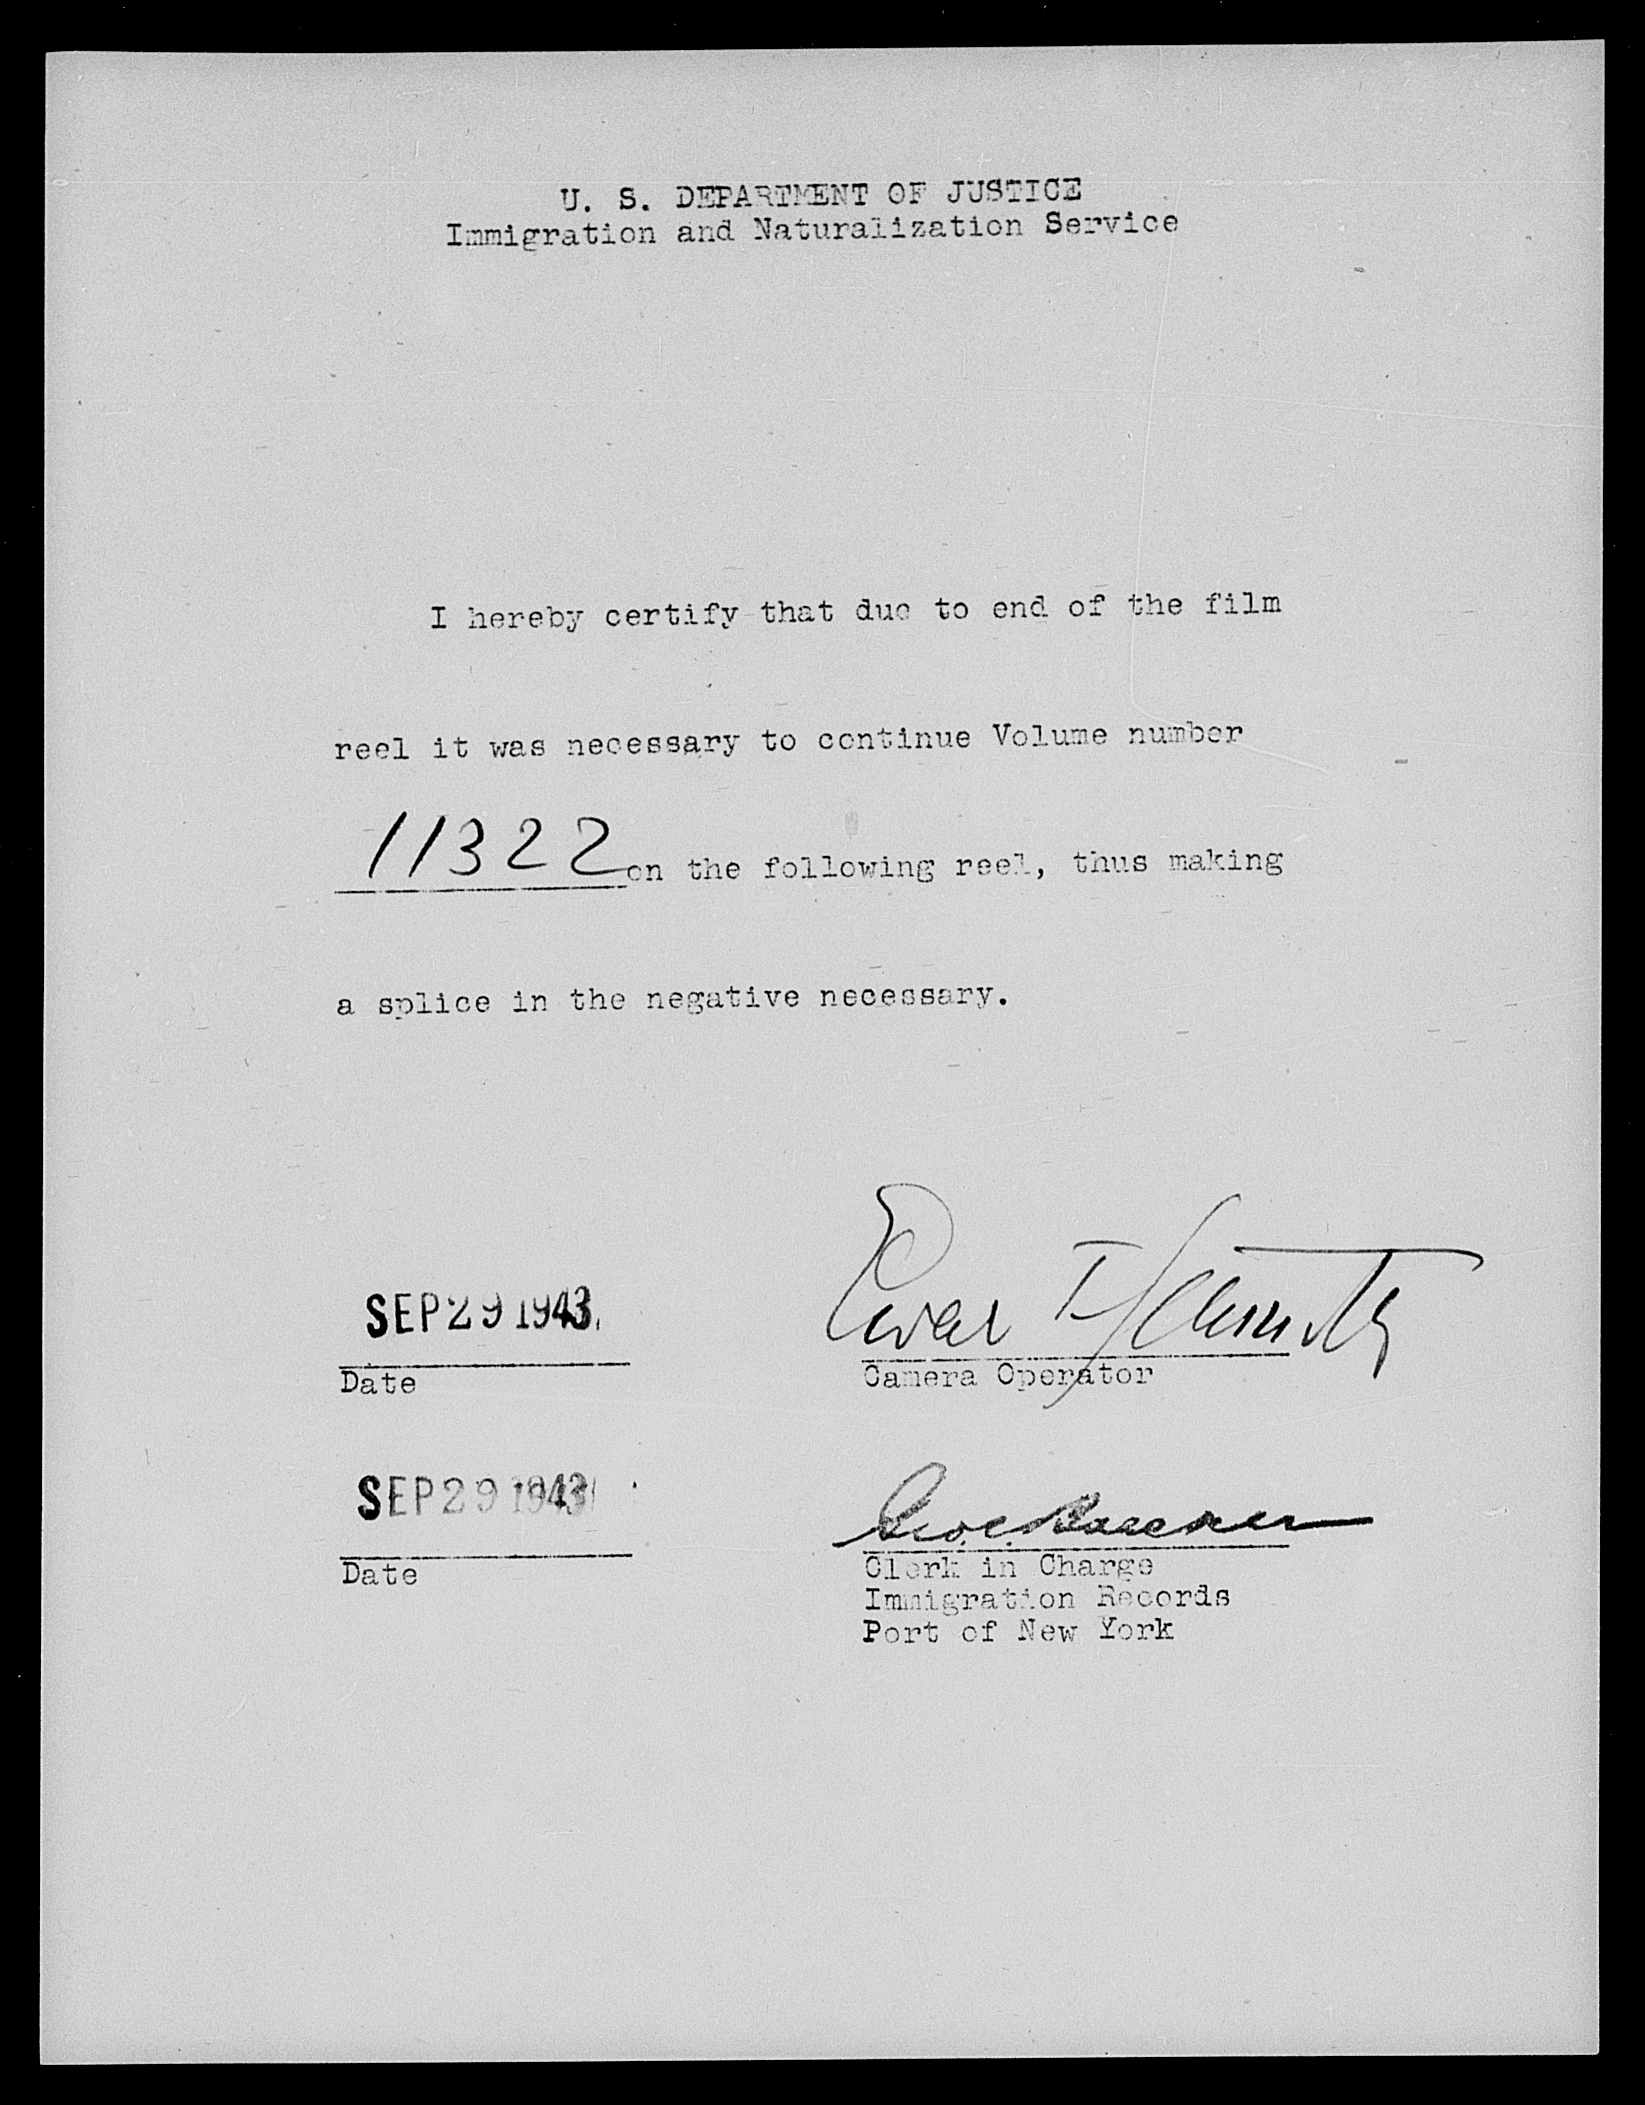 U. S. DEPARTMENT OF JUSTICE
Immigration and Naturalization Service
I hereby certify that due to end of the film
reel it was necessary to continue Volume number
11322 on the following reel, thus making
a splice in the negative necessary.
SEP 29 1943
Date
Camera Operator
SEP 29 1943
Date
Clerk in Charge
Immigration Records
Port of New York